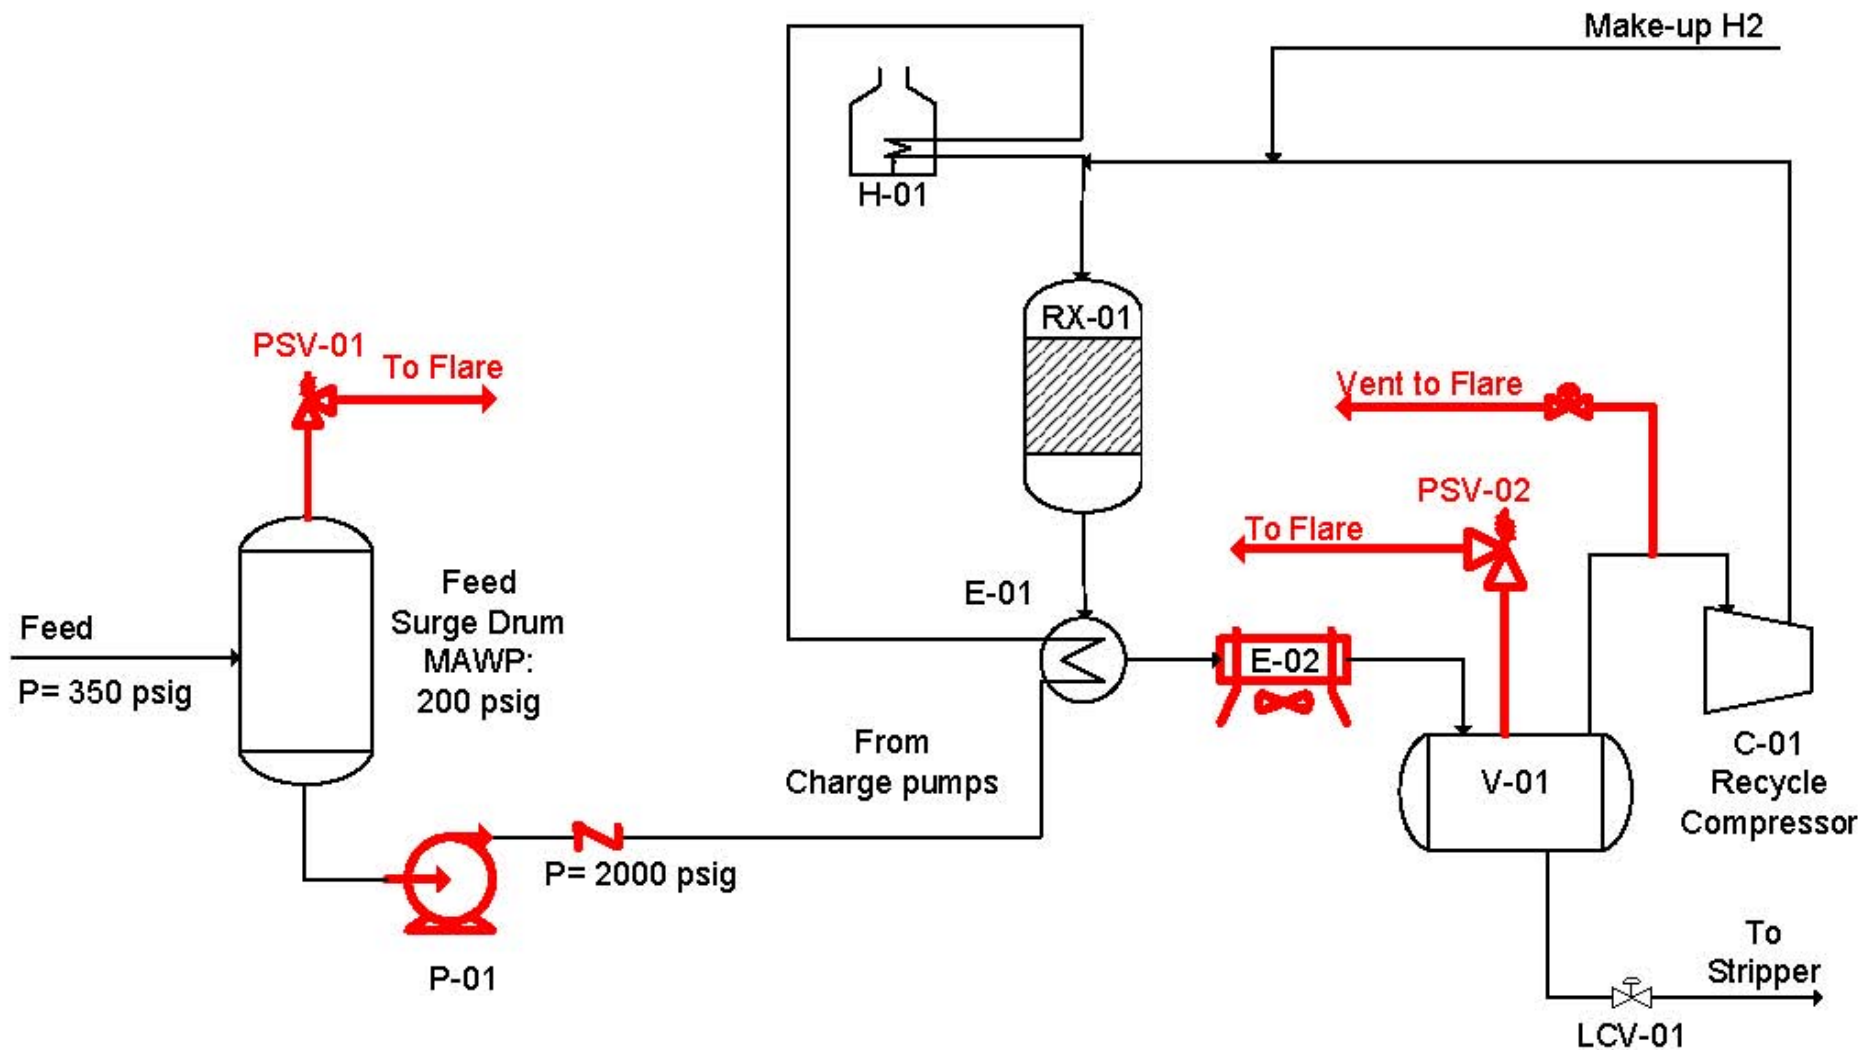 Make-up H2
H-01
RX-01
PSV-01
To Flare
Vent to Flare
PSV-02
To Flare
E-01
Feed
P= 350 psig
Feed
Surge Drum
MAWP:
200 psig
E-02
From
Charge pumps
V-01
C-01
Recycle
Compressor
P= 2000 psig
P-01
To
Stripper
LCV-01